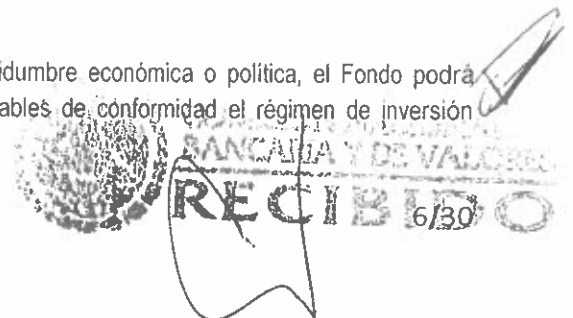 idumbre económica o política, el Fondo podrá
ables de conformidad el régimen de inversión
BANCARIA Y DE VALORES
RECIBIDO
6/30